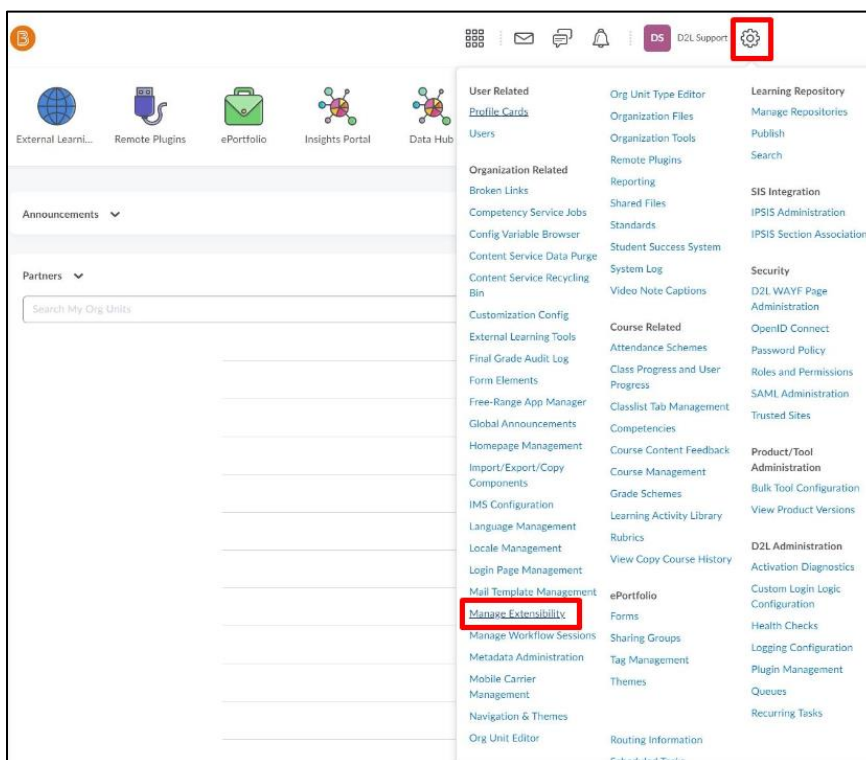 B
DS
D2L Support
External Learni...
Remote Plugins
ePortfolio
Insights Portal
Data Hub
Announcements
Partners
Search My Org Units
User Related
Profile Cards
Users
Organization Related
Broken Links
Competency Service Jobs
Config Variable Browser
Content Service Data Purge
Content Service Recycling
Bin
Customization Config
External Learning Tools
Final Grade Audit Log
Form Elements
Free-Range App Manager
Global Announcements
Homepage Management
Import/Export/Copy
Components
IMS Configuration
Language Management
Locale Management
Login Page Management
Mail Template Management
Manage Extensibility
Manage Workflow Sessions
Metadata Administration
Mobile Carrier
Management
Navigation & Themes
Org Unit Editor
Org Unit Type Editor
Organization Files
Organization Tools
Remote Plugins
Reporting
Shared Files
Standards
Student Success System
System Log
Video Note Captions
Course Related
Attendance Schemes
Class Progress and User
Progress
Classlist Tab Management
Competencies
Course Content Feedback
Course Management
Grade Schemes
Learning Activity Library
Rubrics
View Copy Course History
ePortfolio
Forms
Sharing Groups
Tag Management
Themes
Routing Information
Learning Repository
Manage Repositories
Publish
Search
SIS Integration
IPSIS Administration
IPSIS Section Association
Security
D2L WAYF Page
Administration
OpenID Connect
Password Policy
Roles and Permissions
SAML Administration
Trusted Sites
Product/Tool
Administration
Bulk Tool Configuration
View Product Versions
D2L Administration
Activation Diagnostics
Custom Login Logic
Configuration
Health Checks
Logging Configuration
Plugin Management
Queues
Recurring Tasks